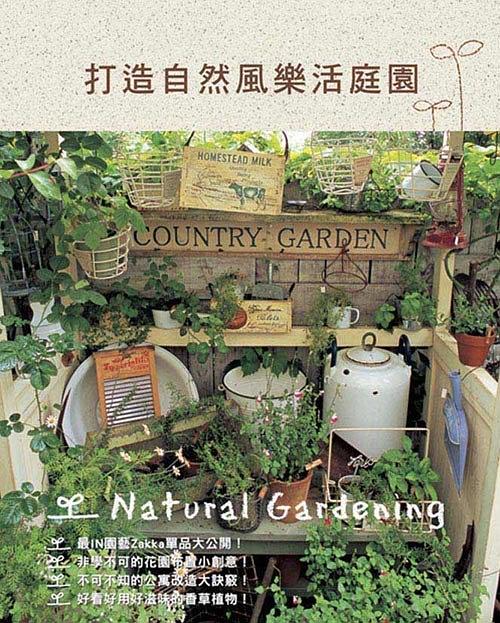 打造自然風樂活庭園
HOMESTEAD MILK
COUNTRY GARDEN
Natural Gardening
最IN園藝Zakka單品大公開！
非學不可的花園布置小創意！
不可不知的公寓改造大訣竅！
好看好用好滋味的香草植物！